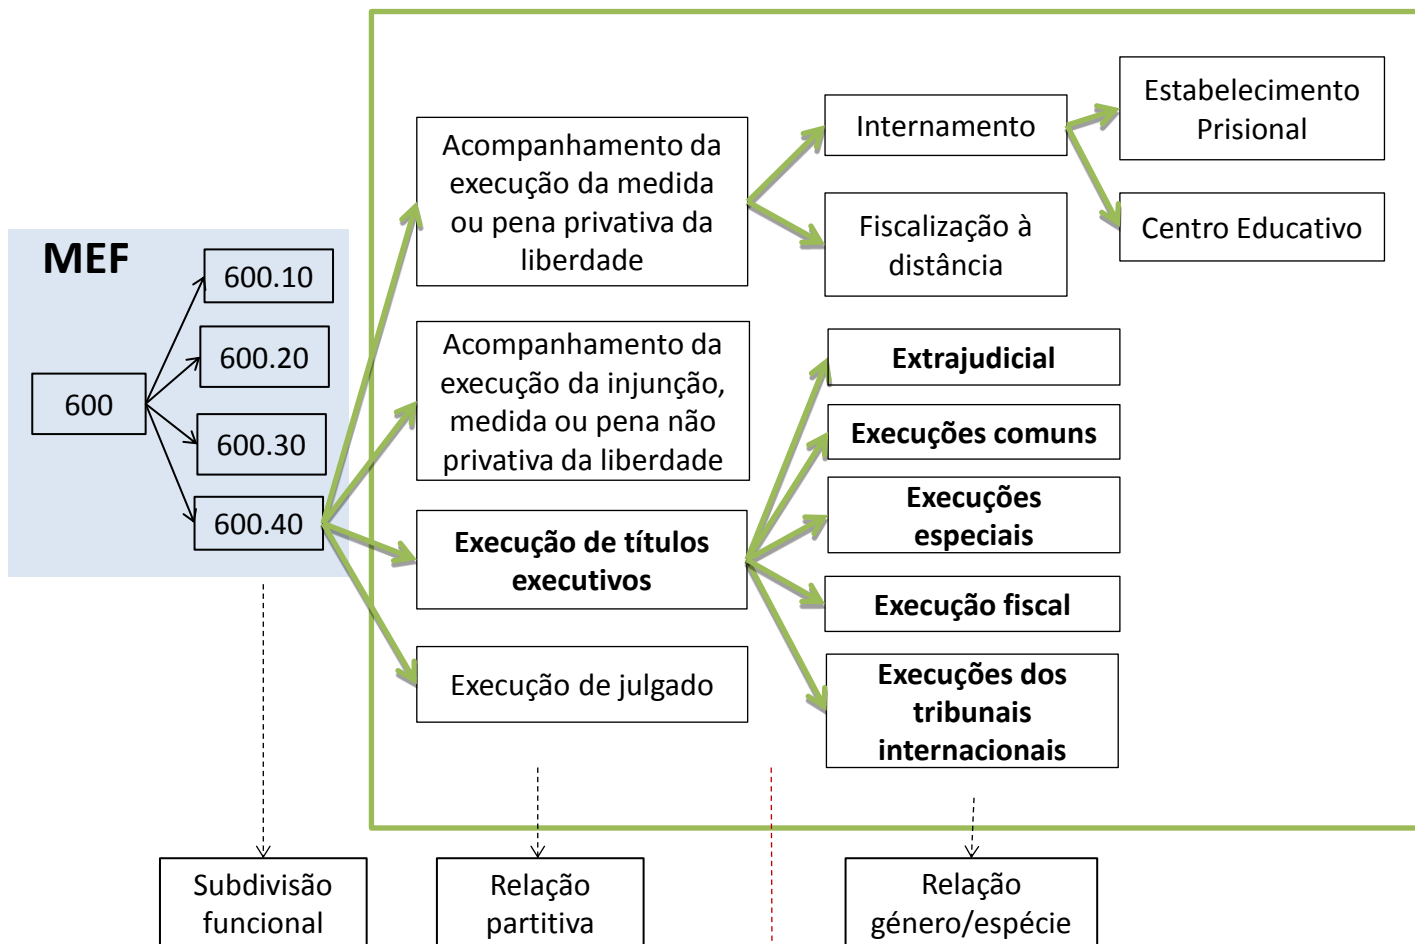 MEF
600
600.10
600.20
600.30
600.40
Acompanhamento da
execução da medida
ou pena privativa da
liberdade
Acompanhamento da
execução da injunção,
medida ou pena não
privativa da liberdade
Execução de títulos
executivos
Execução de julgado
Internamento
Fiscalização à
distância
Estabelecimento
Prisional
Centro Educativo
Extrajudicial
Execuções comuns
Execuções
especiais
Execução fiscal
Execuções dos
tribunais
internacionais
Subdivisão
funcional
Relação
partitiva
Relação
género/espécie